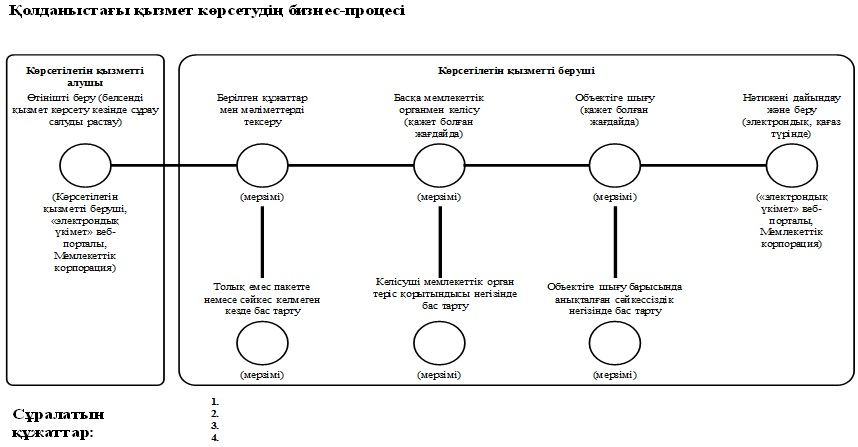 Қолданыстағы қызмет көрсетудің бизнес-процесі
Көрсетілетін қызметті
алушы
Өтінішті беру (белсенді
қызмет көрсету кезінде сұрау
салуды растау)
(Көрсетілетін
қызметті беруші,
«электрондық
үкімет» веб-
порталы,
Мемлекеттік
корпорация)
Көрсетілетін қызметті беруші
Берілген құжаттар
мен мәліметтерді
тексеру
(мерзімі)
Басқа мемлекеттік
органмен келісу
(қажет болған
жағдайда)
(мерзімі)
Объектіге шығу
(қажет болған
жағдайда)
(мерзімі)
Нәтижені дайындау
және беру
(электрондық, қағаз
түрінде)
(«электрондық
үкімет» веб-
порталы,
Мемлекеттік
корпорация)
Толық емес пакетте
немесе сәйкес келмеген
кезде бас тарту
(мерзімі)
Келісуші мемлекеттік орган
теріс қорытындысы негізінде
бас тарту
(мерзімі)
Объектіге шығу барысында
анықталған сәйкессіздік
негізінде бас тарту
(мерзімі)
Сұралатын
құжаттар:
1.
2.
3.
4.